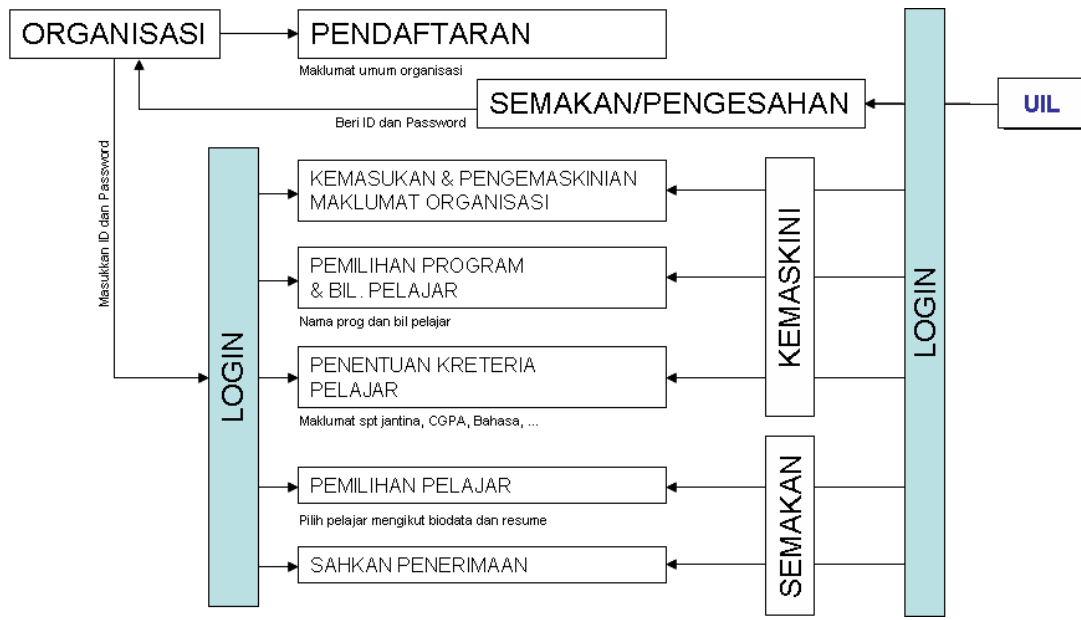 ORGANISASI
PENDAFTARAN
Maklumat umum organisasi
SEMAKAN/PENGESAHAN
UIL
Beri ID dan Password
Masukkan ID dan Password
LOGIN
KEMASUKAN & PENGEMASKINIAN
MAKLUMAT ORGANISASI
PEMILIHAN PROGRAM
& BIL. PELAJAR
Nama prog dan bil pelajar
PENENTUAN KRETERIA
PELAJAR
Maklumat spt jantina, CGPA, Bahasa, ...
PEMILIHAN PELAJAR
Pilih pelajar mengikut biodata dan resume
SAHKAN PENERIMAAN
KEMASKINI
SEMAKAN
LOGIN